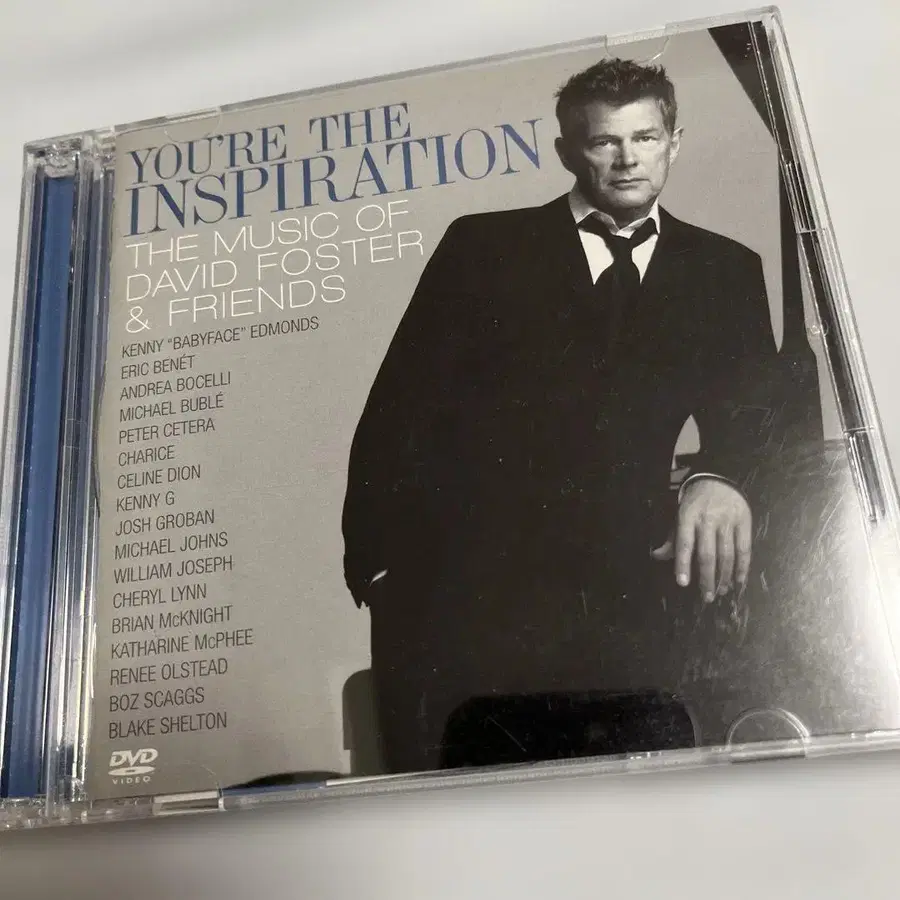 YOU'RE THE
INSPIRATION
THE MUSIC OF
DAVID FOSTER
& FRIENDS
KENNY "BABYFACE" EDMONDS
ERIC BENÉT
ANDREA BOCELLI
MICHAEL BUBLÉ
PETER CETERA
CHARICE
CELINE DION
KENNY G
JOSH GROBAN
MICHAEL JOHNS
WILLIAM JOSEPH
CHERYL LYNN
BRIAN McKNIGHT
KATHARINE McPHEE
RENEE OLSTEAD
BOZ SCAGGS
BLAKE SHELTON
DVD
VIDEO